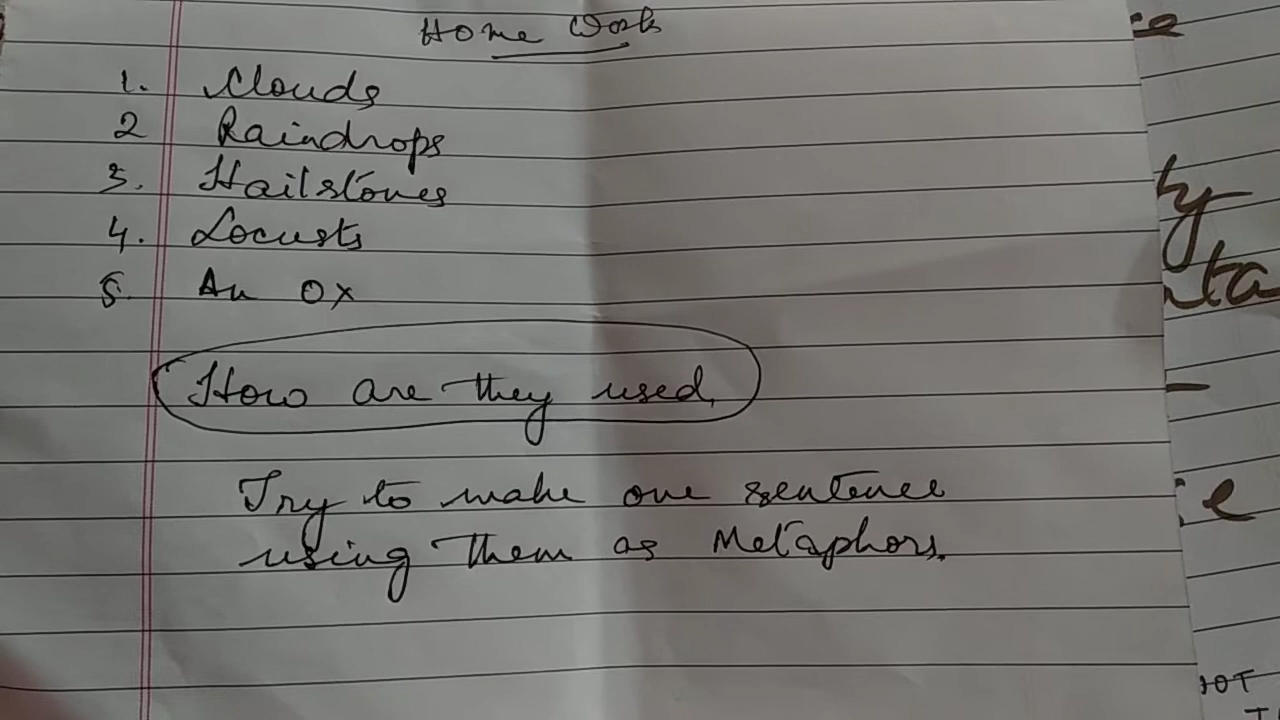 Home Work
1. Clouds
2 Raindrops
3. Hailstones
4. Locusts
5. An Ox
How are they used.
Try to make one sentence
using them as Metaphors.